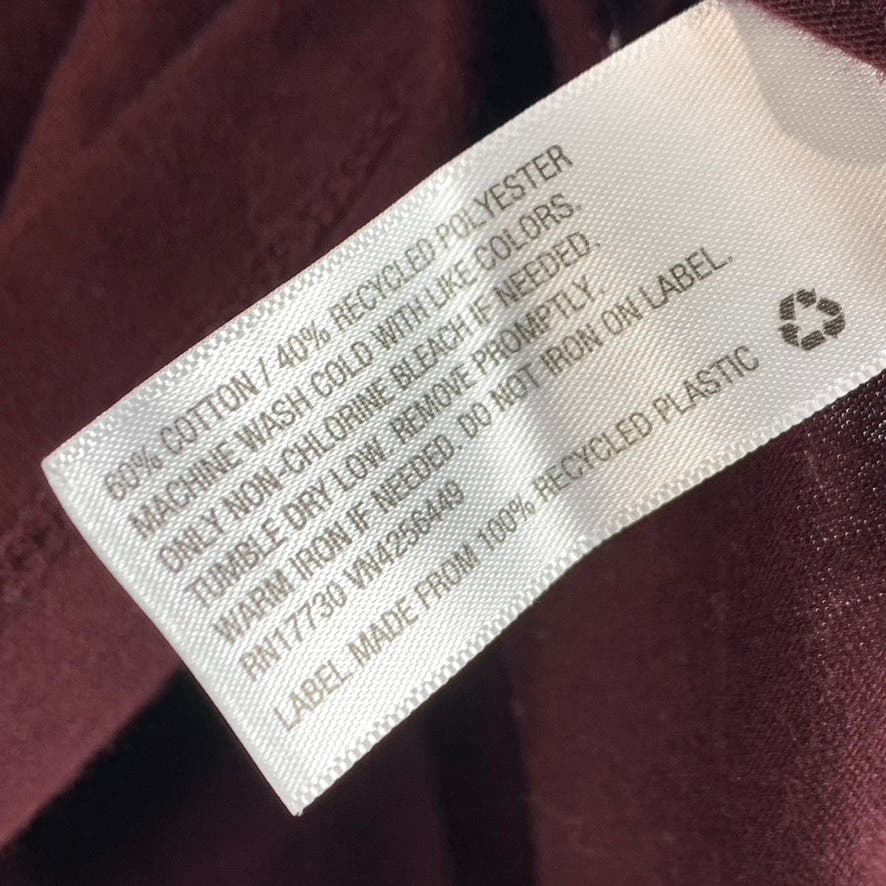 60% COTTON / 40% RECYCLED POLYESTER
MACHINE WASH COLD WITH LIKE COLORS.
ONLY NON-CHLORINE BLEACH IF NEEDED.
TUMBLE DRY LOW. REMOVE PROMPTLY.
WARM IRON IF NEEDED. DO NOT IRON ON LABEL.
RN17730 VN4256449
LABEL MADE FROM 100% RECYCLED PLASTIC